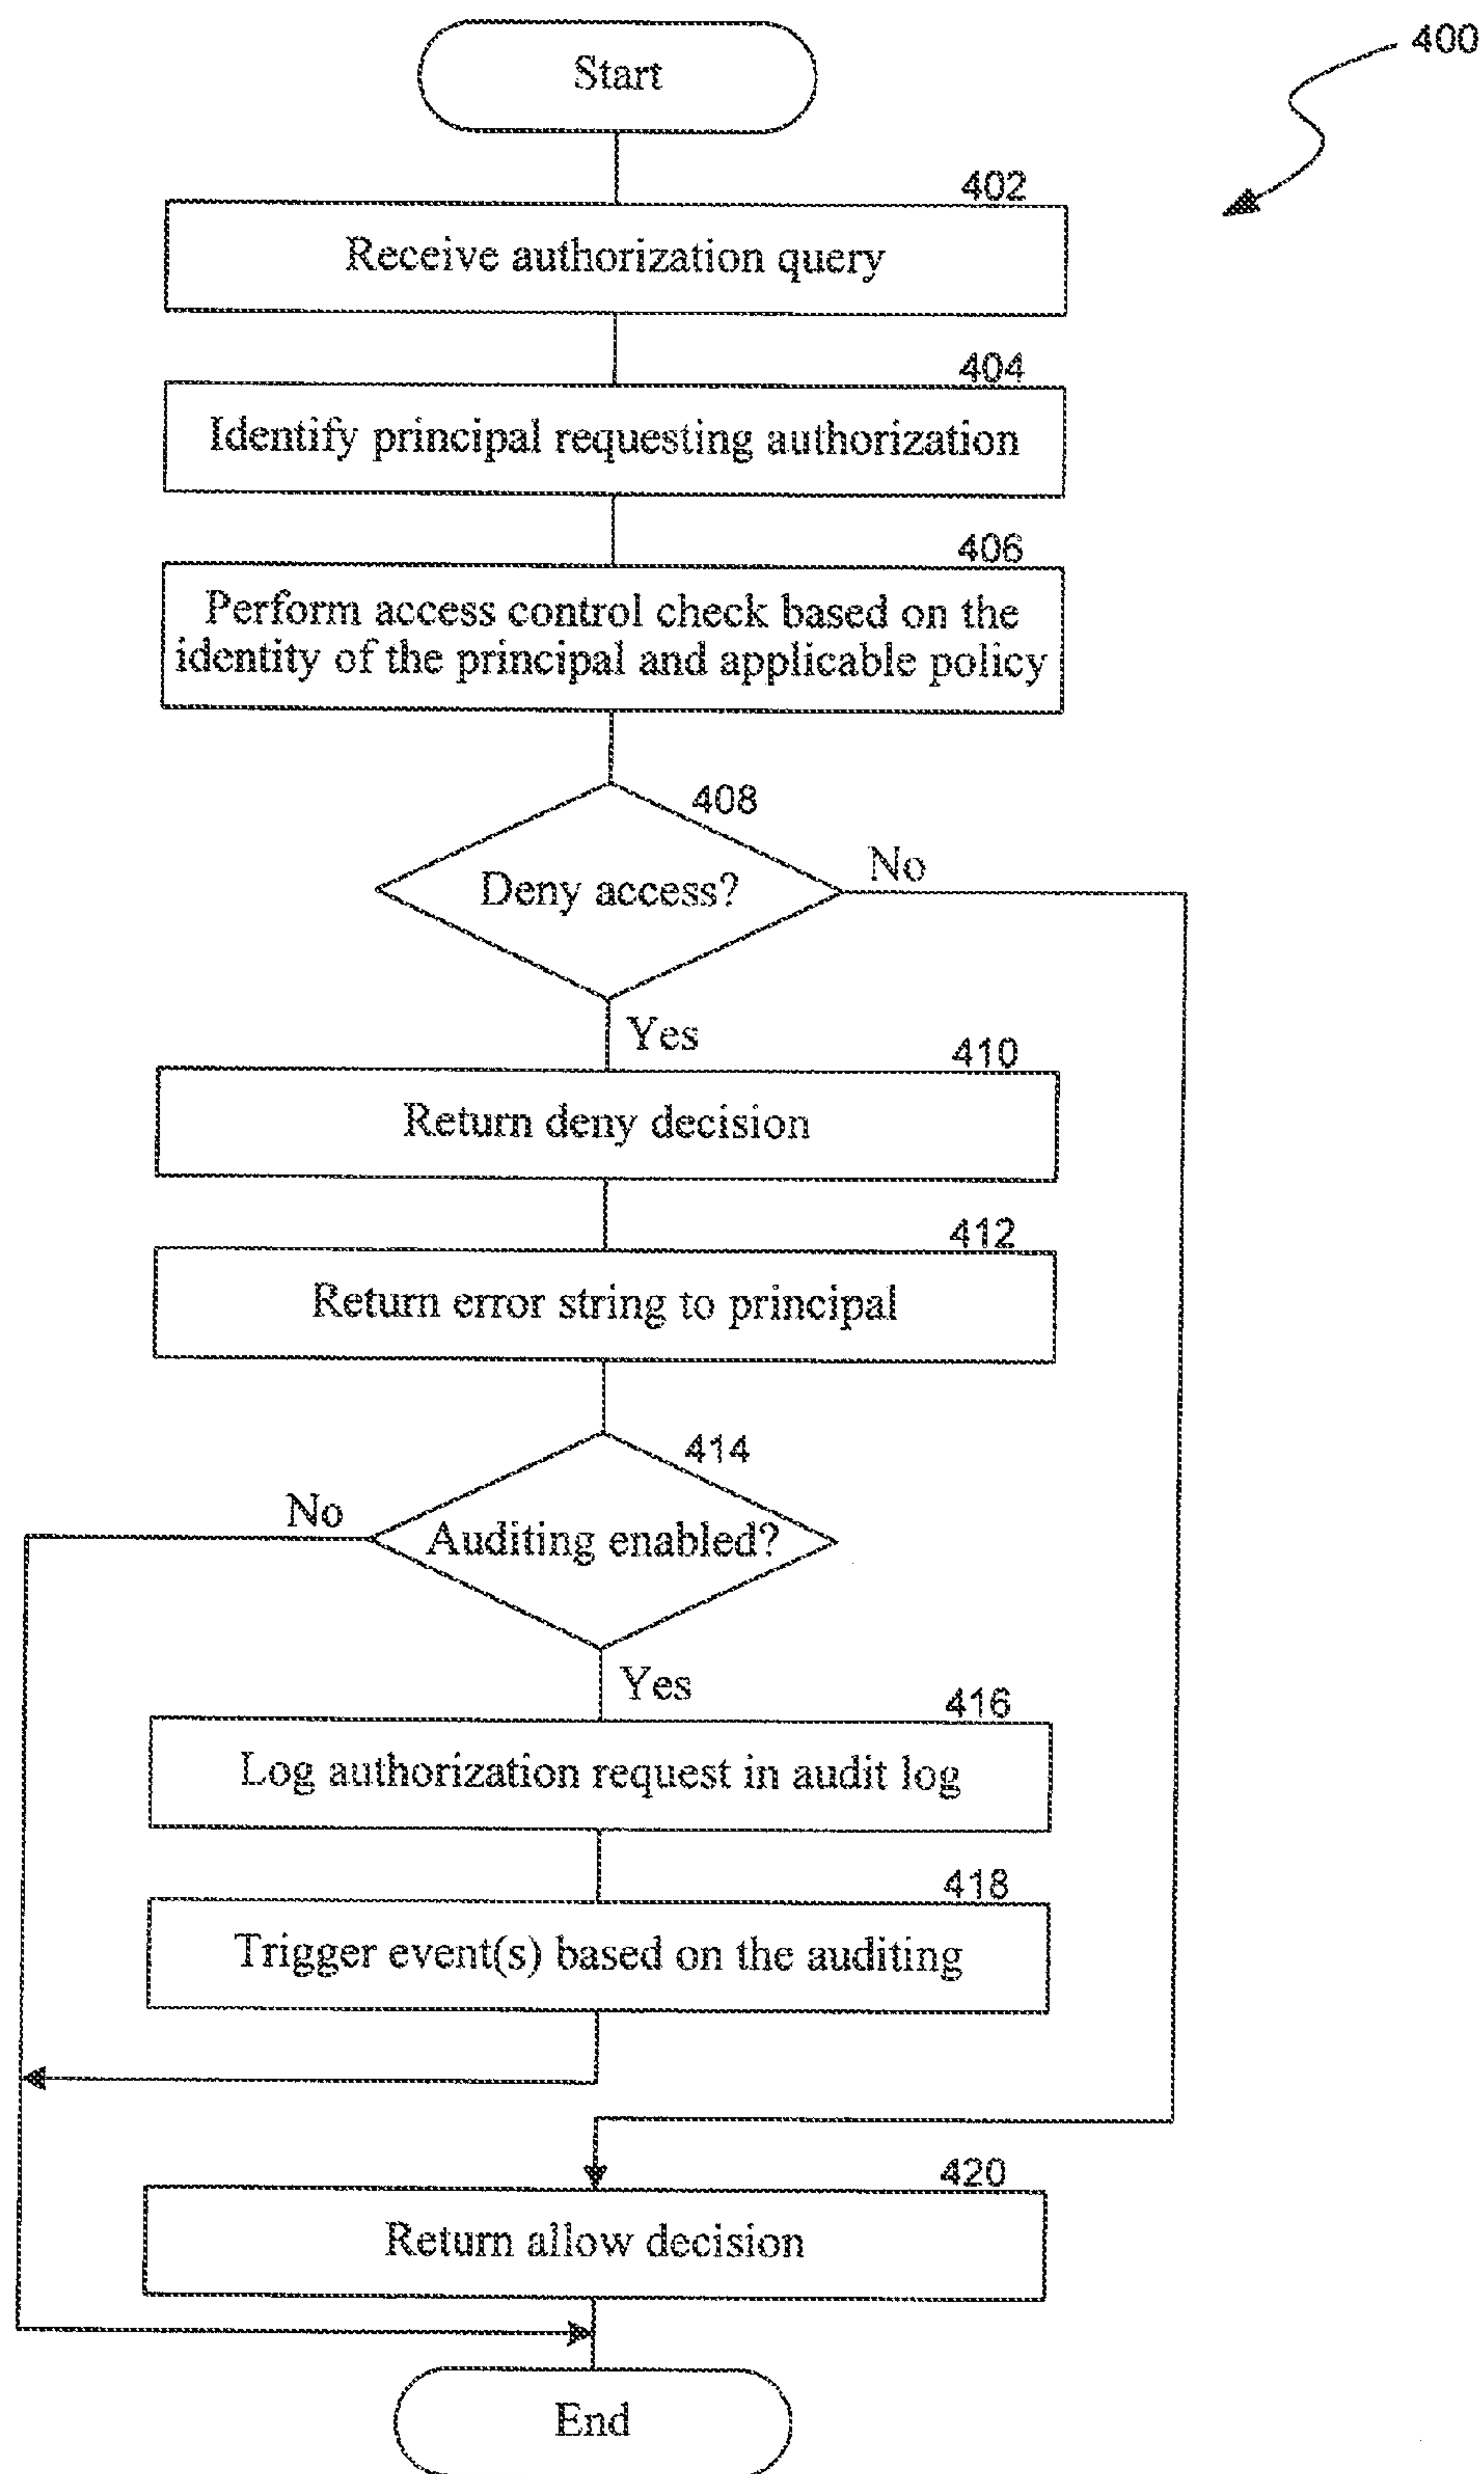 Start
400
402
Receive authorization query
404
Identify principal requesting authorization
406
Perform access control check based on the
identity of the principal and applicable policy
408
Deny access?
No
Yes
410
Return deny decision
412
Return error string to principal
414
No
Auditing enabled?
Yes
416
Log authorization request in audit log
418
Trigger event(s) based on the auditing
420
Return allow decision
End